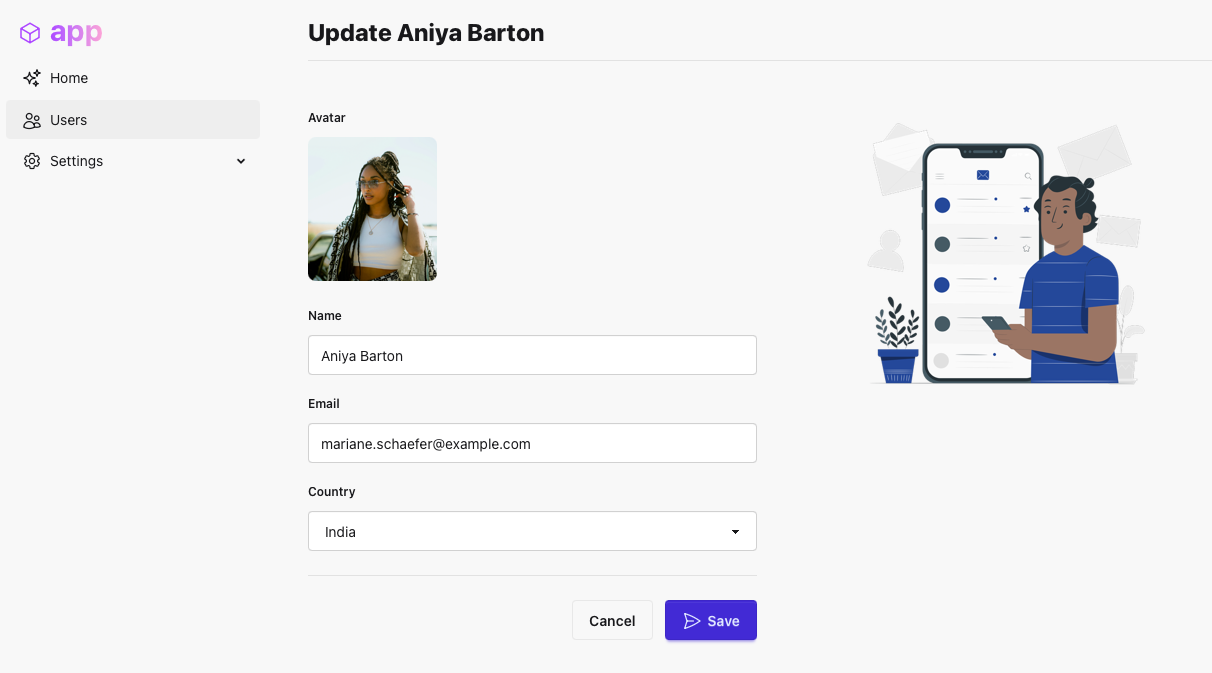 app
Home
Users
Settings
Update Aniya Barton
Avatar
Name
Aniya Barton
Email
mariane.schaefer@example.com
Country
India
Cancel
Save